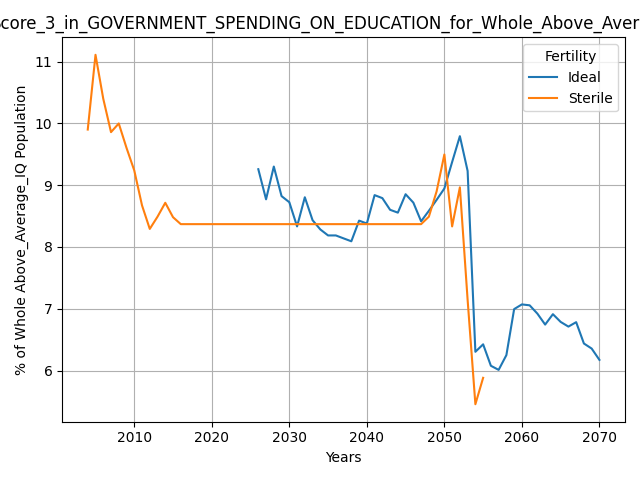 core_3_in_GOVERNMENT_SPENDING_ON_EDUCATION_for_Whole_Above_Aver
Fertility
Ideal
Sterile
% of Whole Above_Average_IQ Population
11
10
9
8
7
6
2010 2020 2030 2040 2050 2060 2070
Years